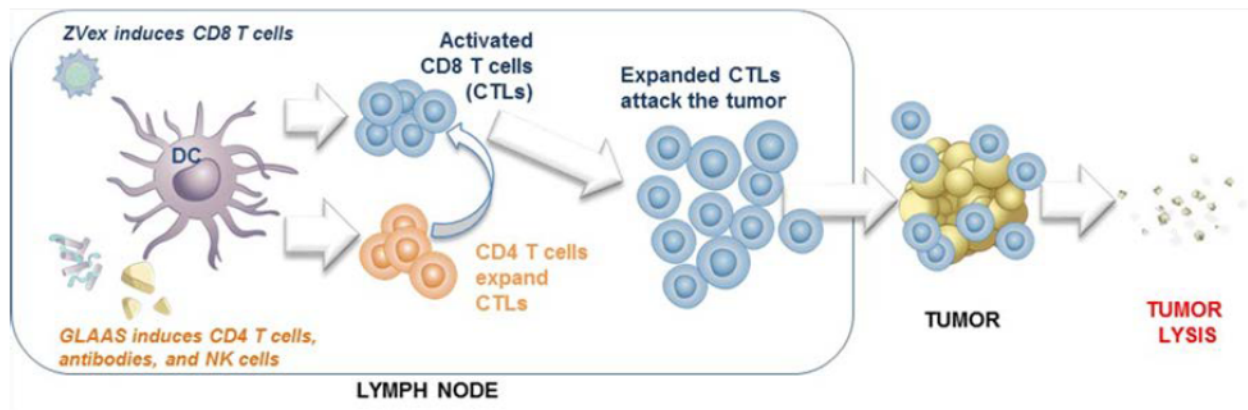 ZVex induces CD8 T cells
Activated
CD8 T cells
(CTLs)
Expanded CTLs
attack the tumor
DC
CD4 T cells
expand
CTLs
GLAAS induces CD4 T cells,
antibodies, and NK cells
LYMPH NODE
TUMOR
TUMOR
LYSIS